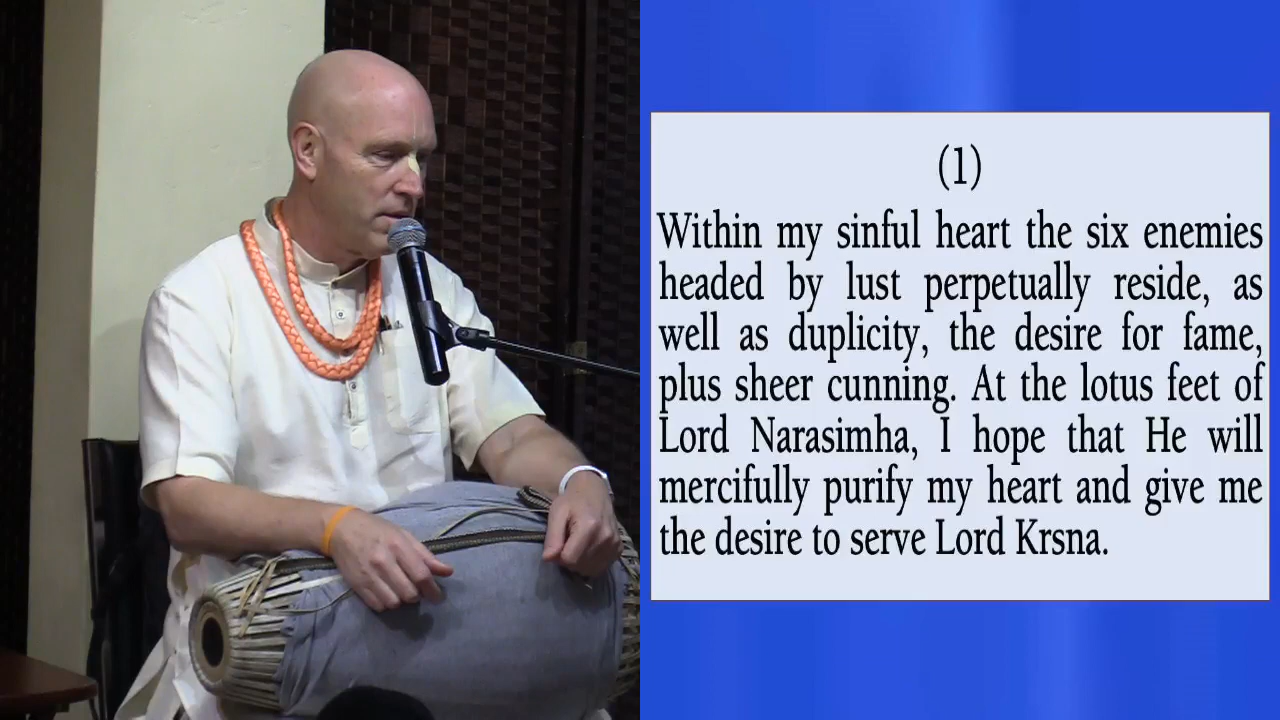 (1)
Within my sinful heart the six enemies
headed by lust perpetually reside, as
well as duplicity, the desire for fame,
plus sheer cunning. At the lotus feet of
Lord Narasimha, I hope that He will
mercifully purify my heart and give me
the desire to serve Lord Krsna.